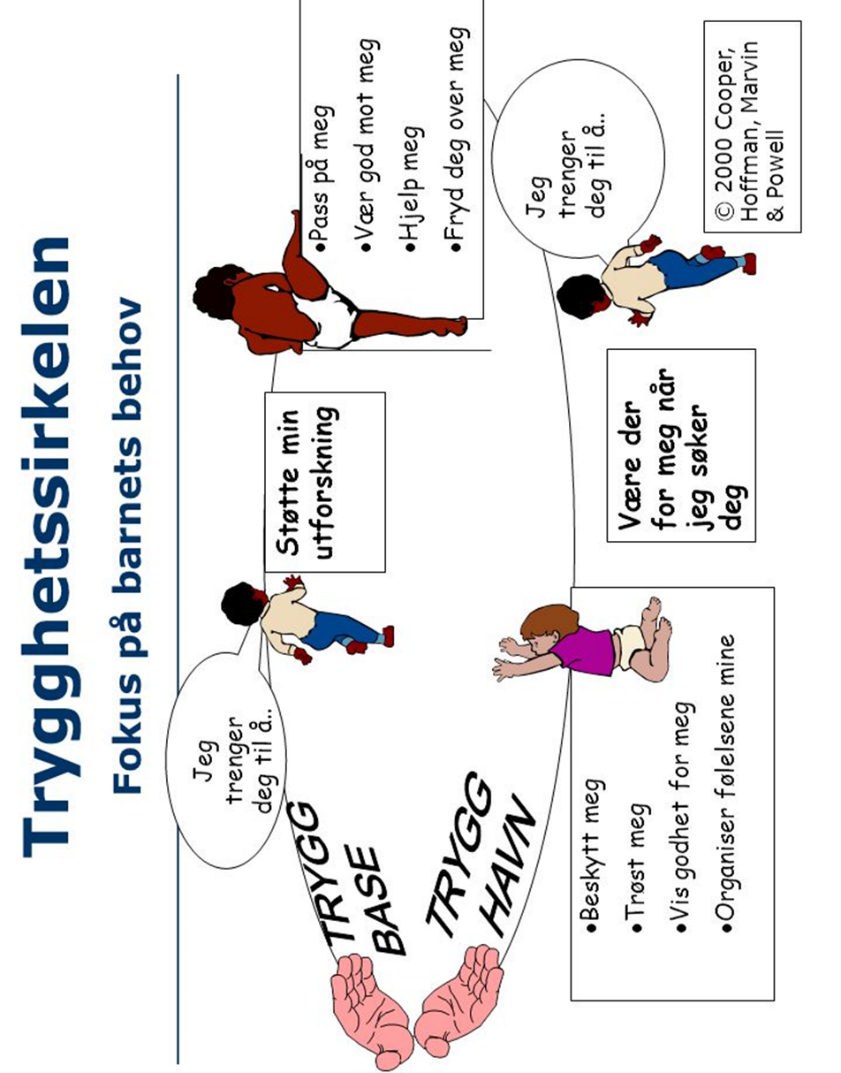 Trygghetssirkelen
Fokus på barnets behov
Jeg
trenger
deg til å..
Støtte min
utforskning
•Pass på meg
•Vær god mot meg
•Hjelp meg
•Fryd deg over meg
TRYGG
BASE
TRYGG
HAVN
Jeg
trenger
deg til å..
Være der
for meg når
jeg søker
deg
•Beskytt meg
•Trøst meg
•Vis godhet for meg
•Organiser følelsene mine
© 2000 Cooper,
Hoffman, Marvin
& Powell